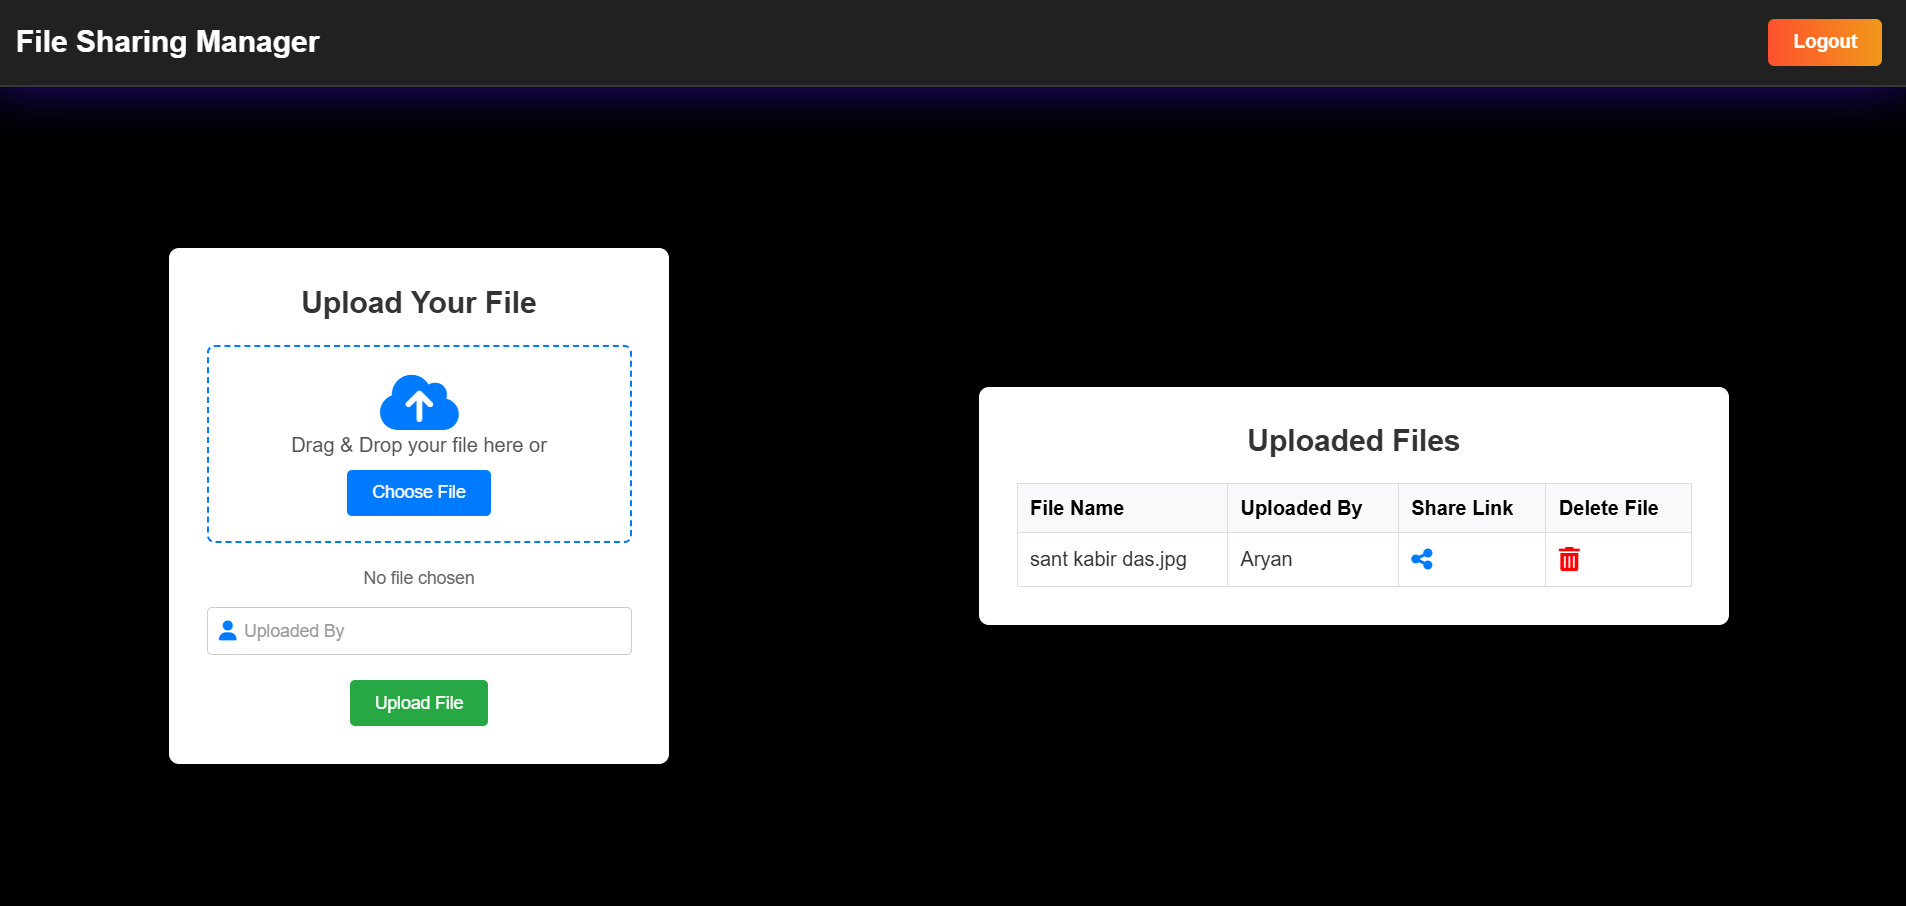 File Sharing Manager
Logout
Upload Your File
Drag & Drop your file here or
Choose File
No file chosen
Uploaded By
Upload File
Uploaded Files
File Name Uploaded By Share Link Delete File
sant kabir das.jpg Aryan